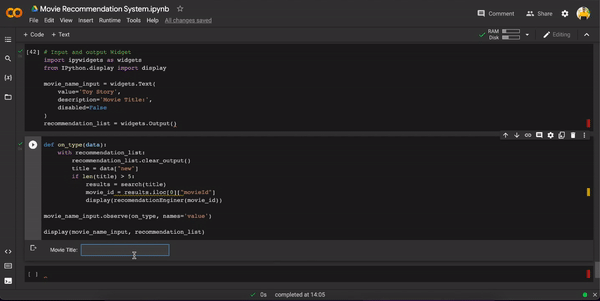 Movie Recommendation System.ipynb
File Edit View Insert Runtime Tools Help All changes saved
Comment Share
+ Code + Text
RAM
Disk
Editing
[42] # Input and output Widget
import ipywidgets as widgets
from IPython.display import display
movie_name_input = widgets.Text(
value='Toy Story',
description='Movie Title:',
disabled=False
)
recommendation_list = widgets.Output()
def on_type(data):
with recommendation_list:
recommendation_list.clear_output()
title = data["new"]
if len(title) > 5:
results = search(title)
movie_id = results.iloc[0]["movieId"]
display(recomendationEnginer(movie_id))
movie_name_input.observe(on_type, names='value')
display(movie_name_input, recommendation_list)
Movie Title:
[ ]
0s completed at 14:05